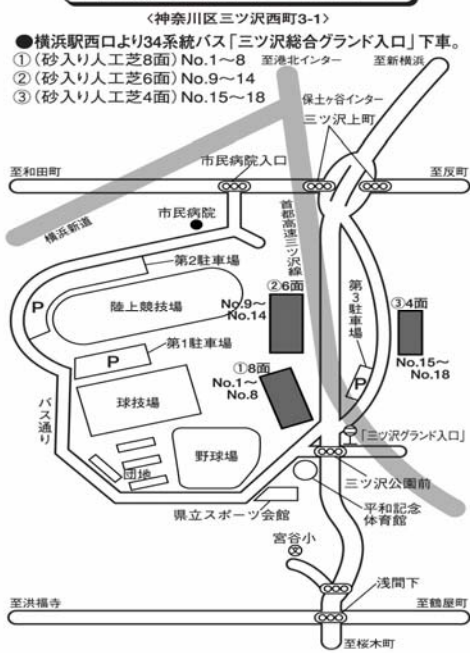 〈神奈川区三ツ沢西町3-1〉
●横浜駅西口より34系統バス「三ツ沢総合グランド入口」下車。
①(砂入り人工芝8面)No.1〜8
②(砂入り人工芝6面)No.9〜14
③(砂入り人工芝4面)No.15〜18
至港北インター
至新横浜
保土ヶ谷インター
三ツ沢上町
市民病院入口
至和田町
至反町
市民病院
横浜新道
首都高速三ツ沢線
第2駐車場
P
陸上競技場
②6面
No.9〜
No.14
第3駐車場
③4面
No.15〜
No.18
第1駐車場
P
P
①8面
No.1〜
No.8
球技場
バス通り
「三ツ沢グランド入口」
野球場
団地
三ツ沢公園前
平和記念
体育館
県立スポーツ会館
宮谷小
文
浅間下
至洪福寺
至鶴屋町
至桜木町